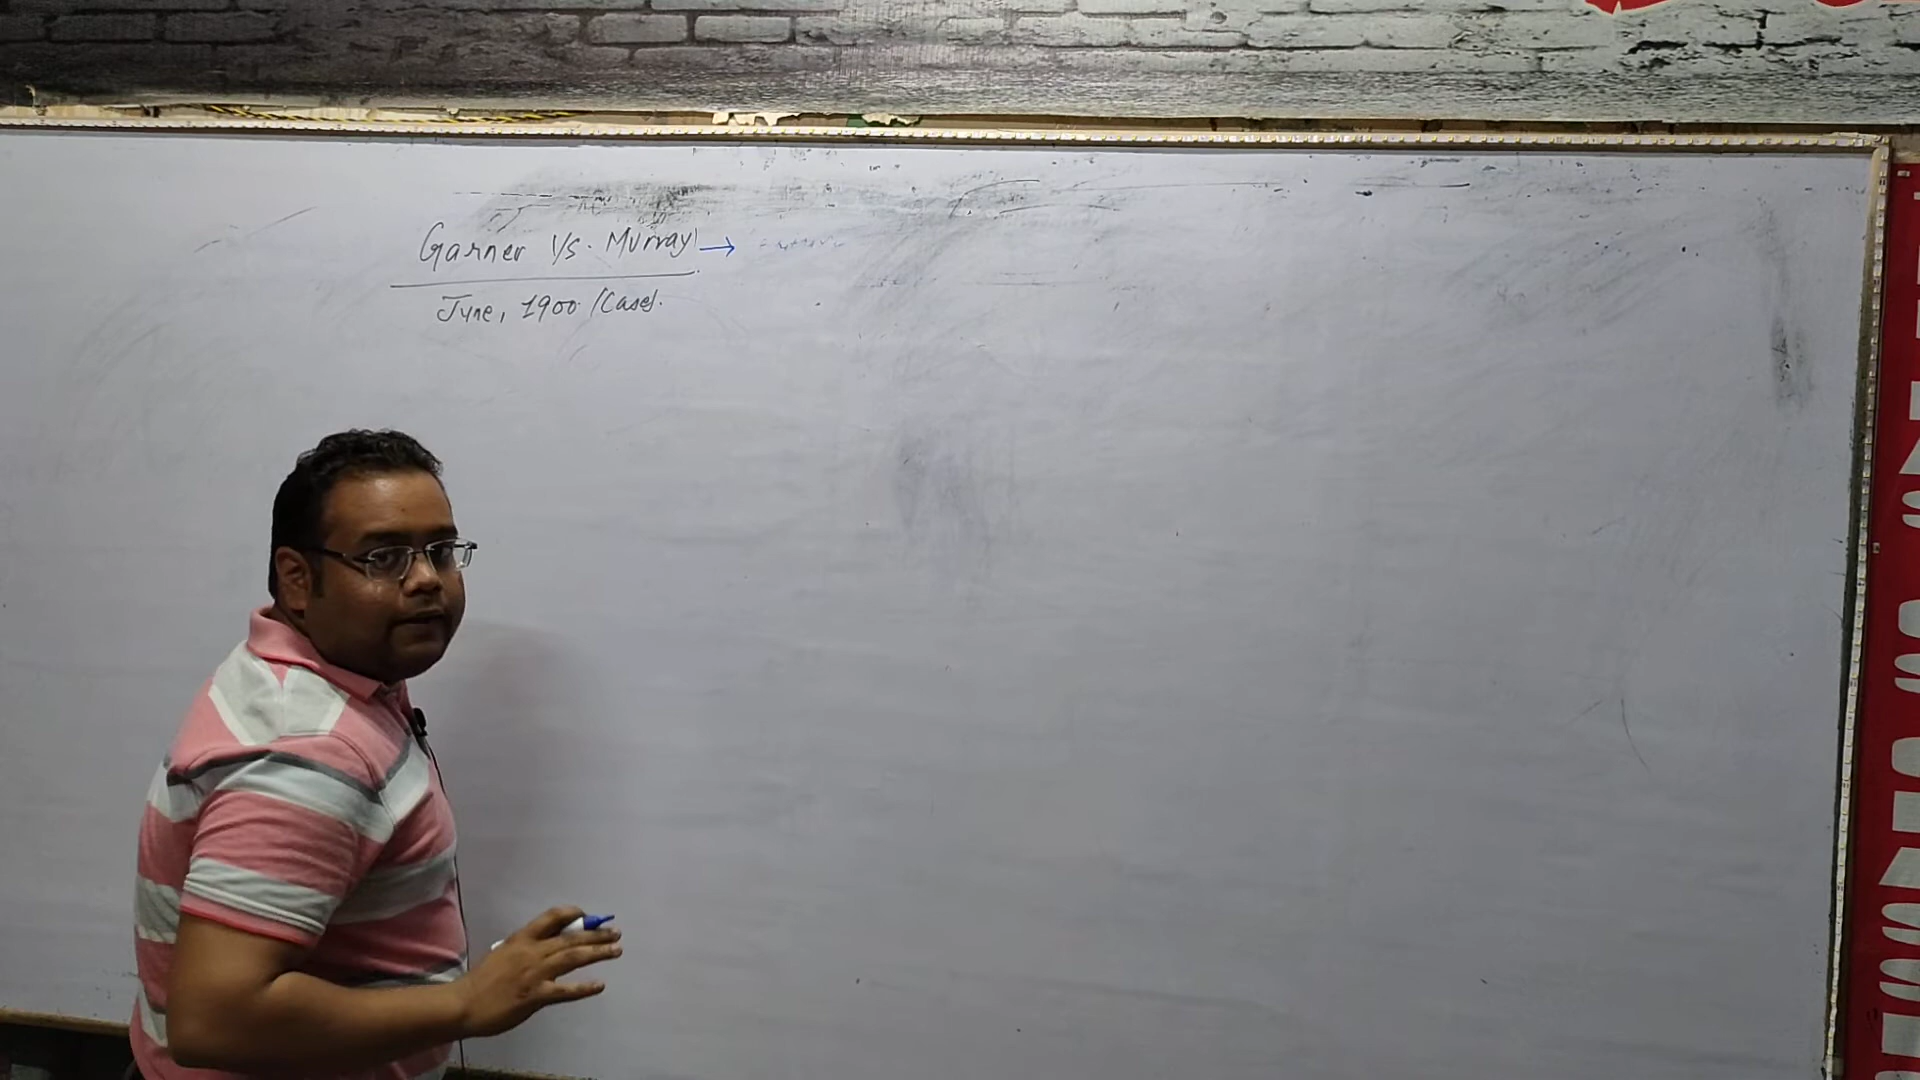 Garner V/s. Murray →
June, 1900 (Case).